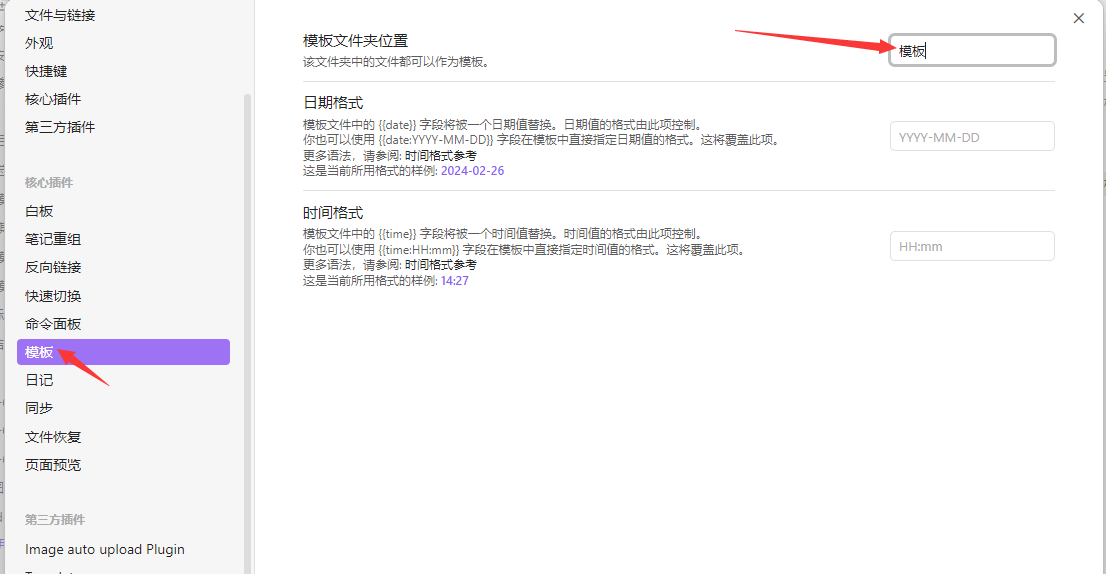 文件与链接
外观
快捷键
核心插件
第三方插件
核心插件
白板
笔记重组
反向链接
快速切换
命令面板
模板
日记
同步
文件恢复
页面预览
第三方插件
Image auto upload Plugin
模板文件夹位置
该文件夹中的文件都可以作为模板。
模板
日期格式
模板文件中的 {{date}} 字段将被一个日期值替换。日期值的格式由此项控制。
你也可以使用 {{date:YYYY-MM-DD}} 字段在模板中直接指定日期值的格式。这将覆盖此项。
更多语法，请参阅: 时间格式参考
这是当前所用格式的样例: 2024-02-26
YYYY-MM-DD
时间格式
模板文件中的 {{time}} 字段将被一个时间值替换。时间值的格式由此项控制。
你也可以使用 {{time:HH:mm}} 字段在模板中直接指定时间值的格式。这将覆盖此项。
更多语法，请参阅: 时间格式参考
这是当前所用格式的样例: 14:27
HH:mm